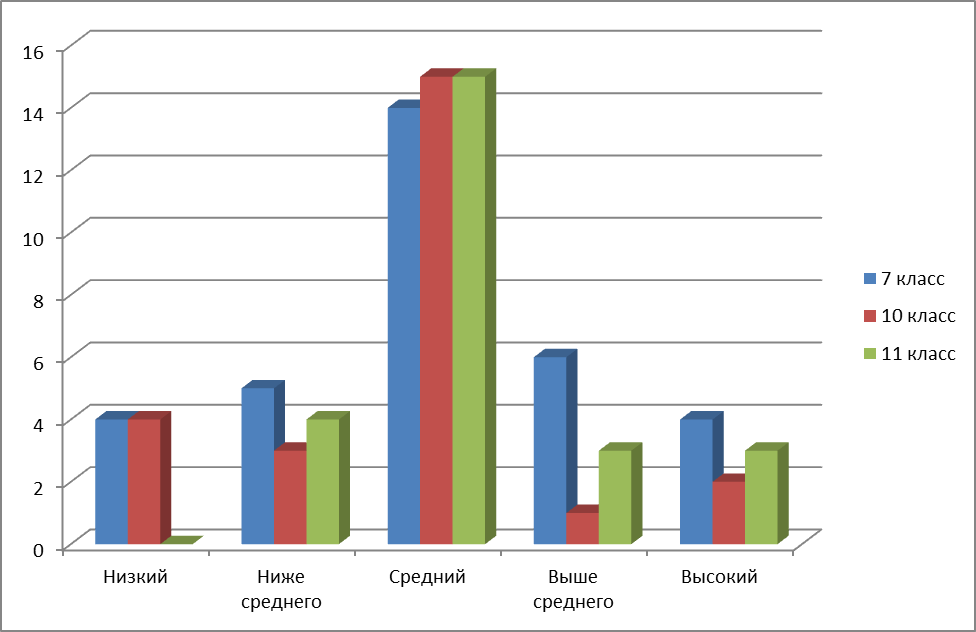 16
14
12
10
8
6
4
2
0
Низкий
Ниже
среднего
Средний
Выше
среднего
Высокий
7 класс
10 класс
11 класс